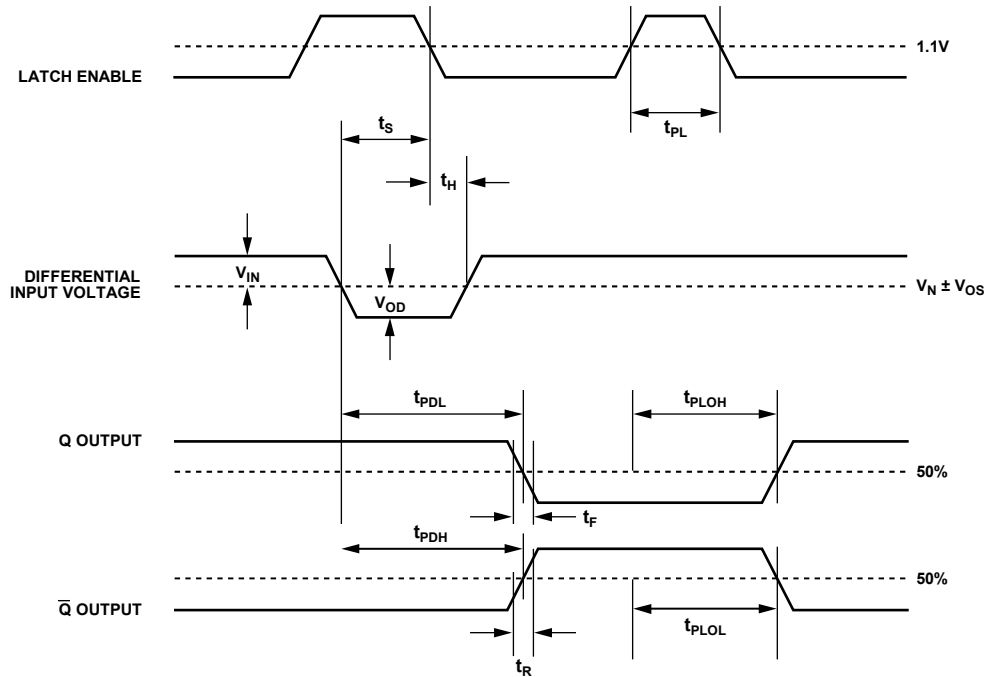 1.1V
LATCH ENABLE
tS
tPL
tH
VIN
DIFFERENTIAL
INPUT VOLTAGE
VOD
VN ± VOS
tPDL
tPLOH
Q OUTPUT
50%
tF
tPDH
50%
Q̅ OUTPUT
tPLOL
tR